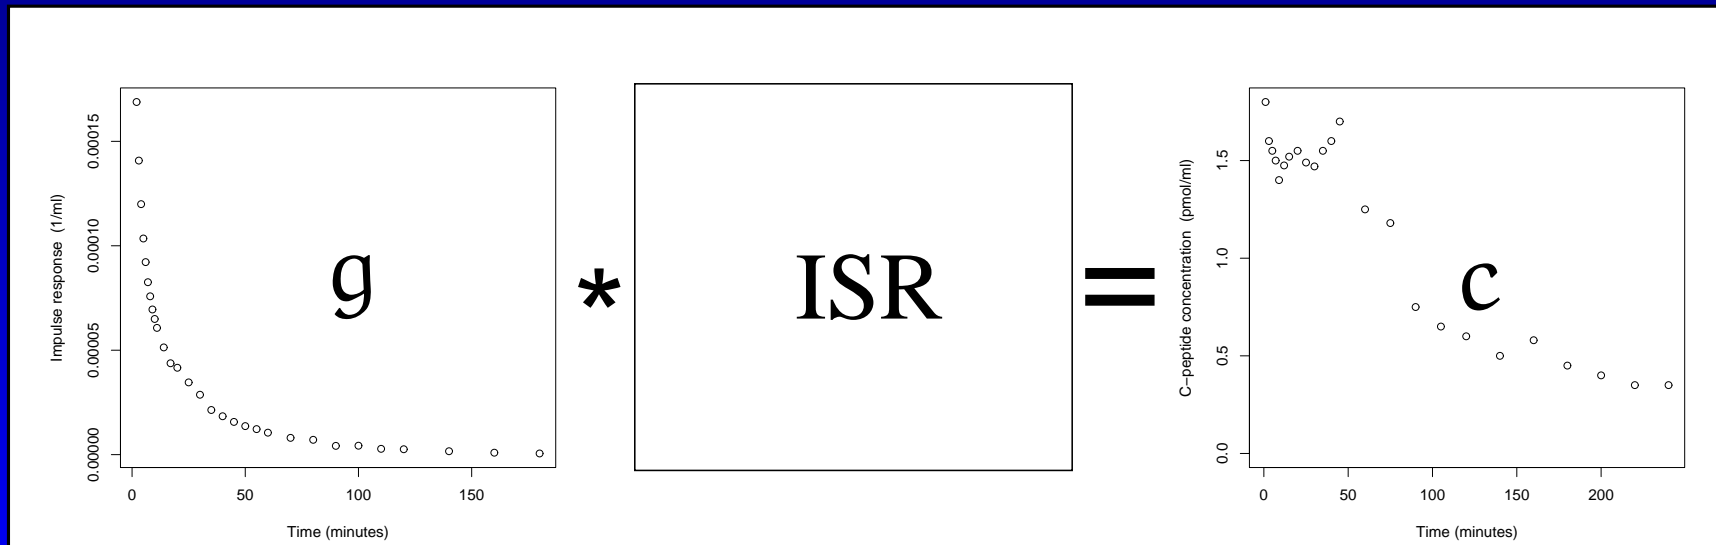 Impulse response (1/ml)
0.00015
0.00010
0.00005
0.00000
0 50 100 150
Time (minutes)
g
*
ISR
=
C−peptide concentration (pmol/ml)
1.5
1.0
0.5
0.0
0 50 100 150 200
Time (minutes)
c